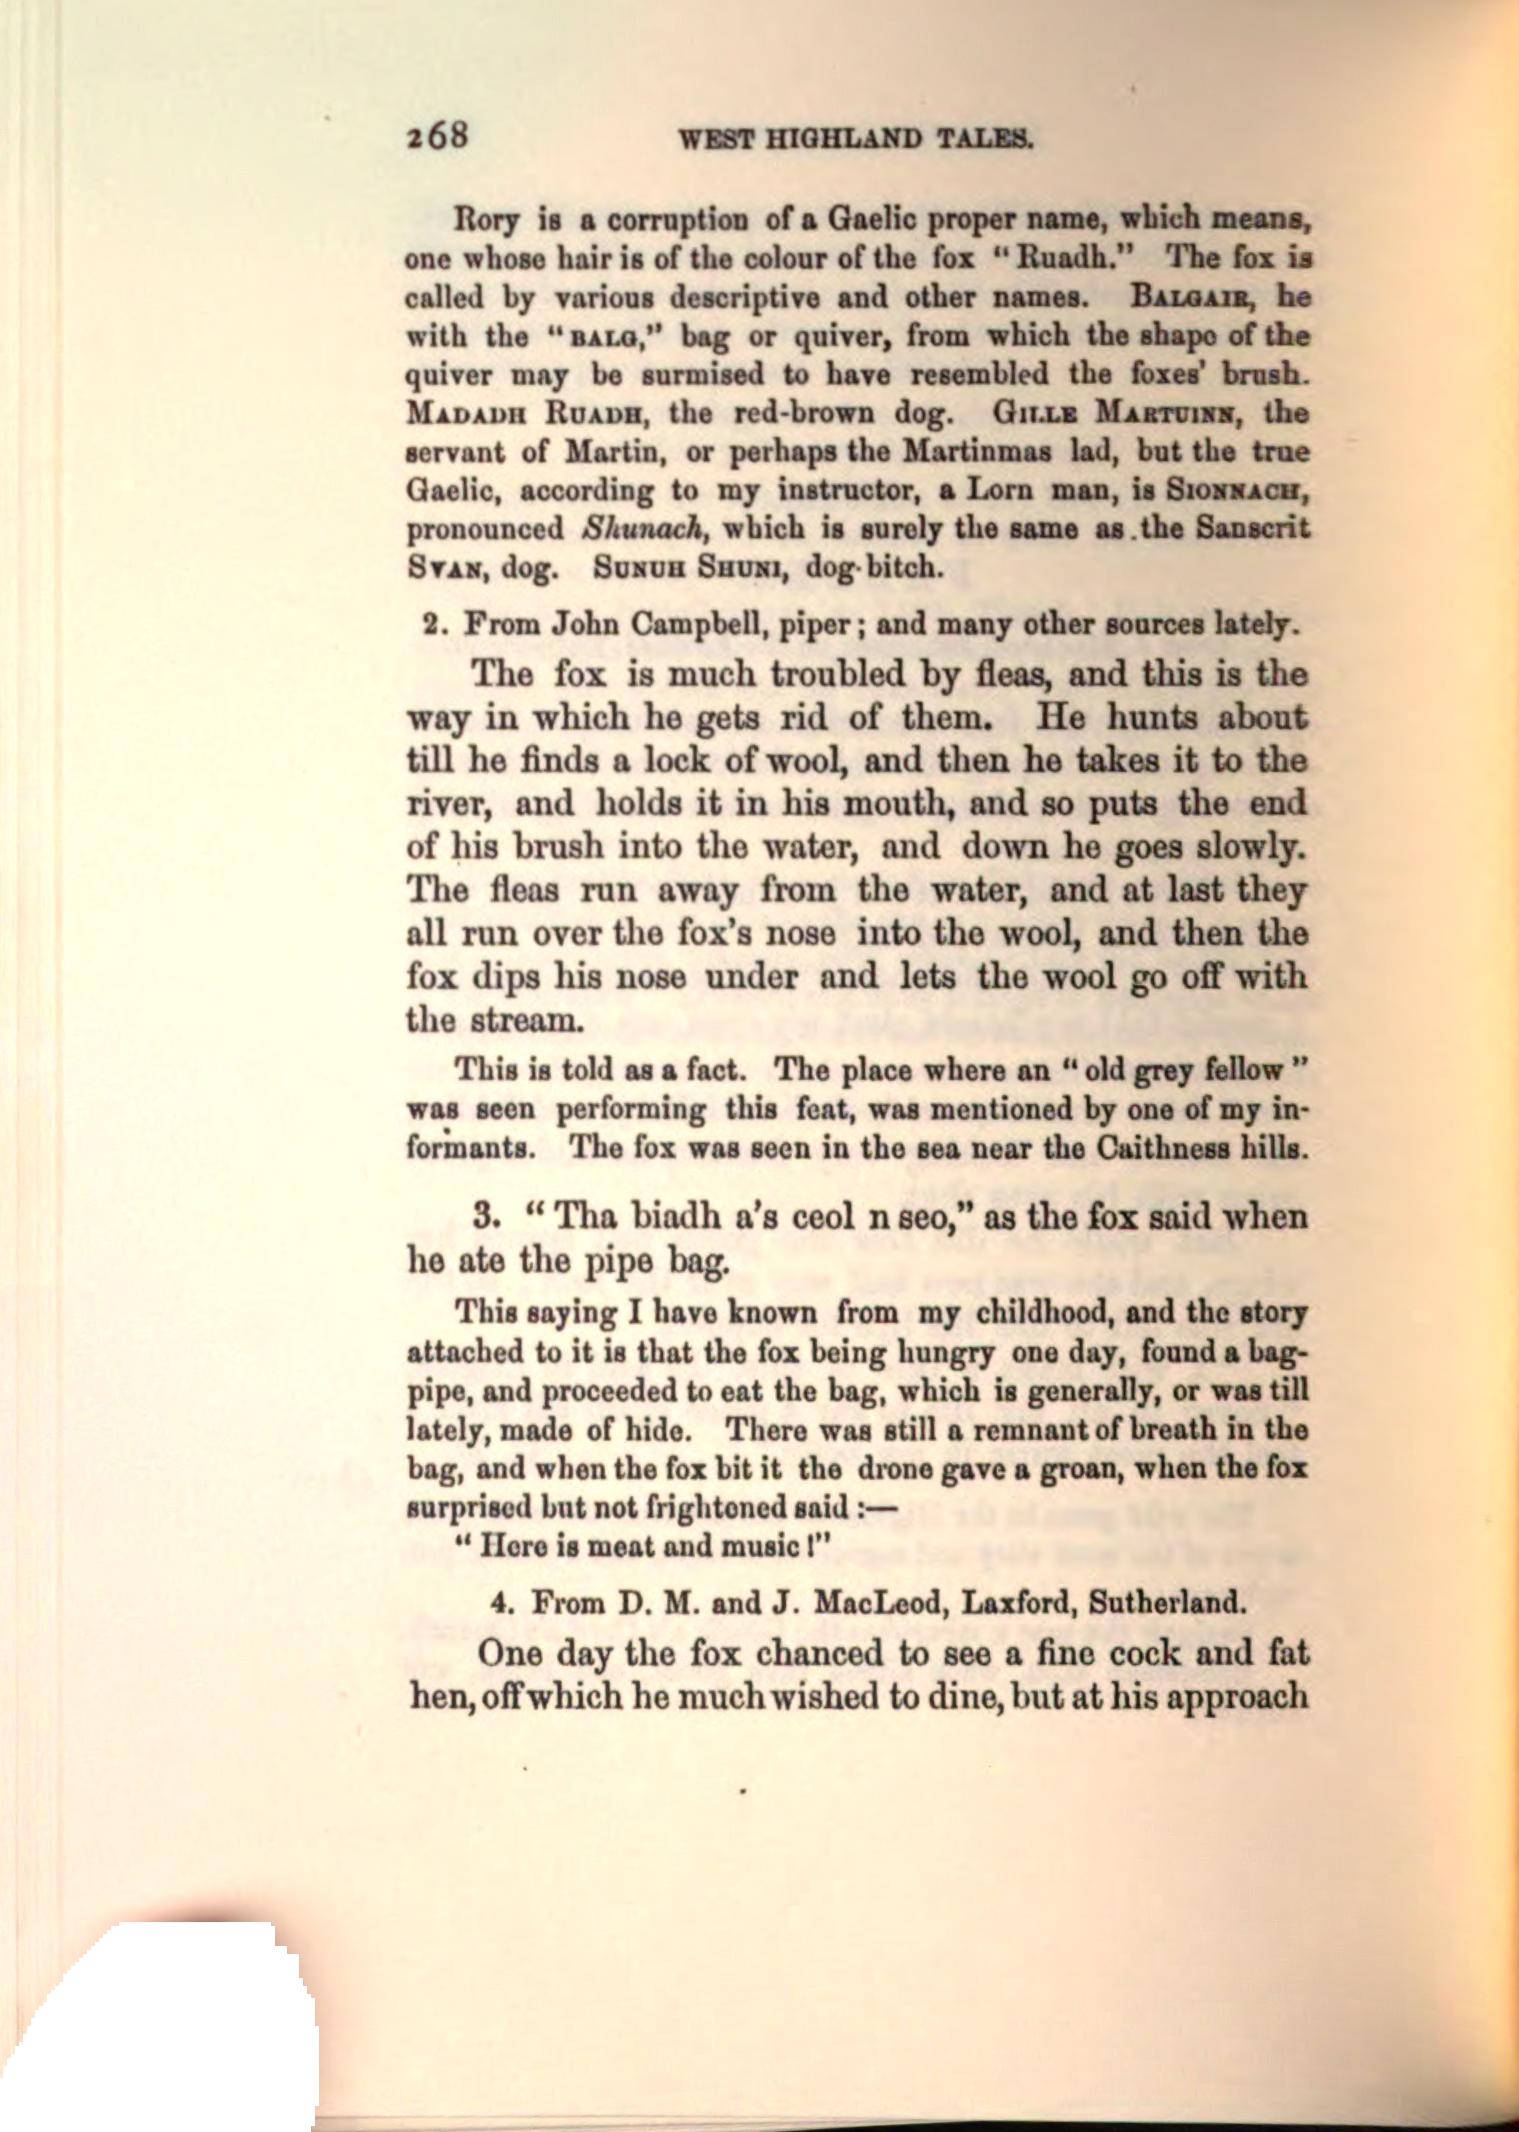 268 WEST HIGHLAND TALES.
Rory is a corruption of a Gaelic proper name, which means,
one whose hair is of the colour of the fox “Ruadh.” The fox is
called by various descriptive and other names. BALGAIR, he
with the “BALG,” bag or quiver, from which the shape of the
quiver may be surmised to have resembled the foxes’ brush.
MADADH RUADH, the red-brown dog. GILLE MARTUINN, the
servant of Martin, or perhaps the Martinmas lad, but the true
Gaelic, according to my instructor, a Lorn man, is SIONNACH,
pronounced Shunach, which is surely the same as the Sanscrit
SVAN, dog. SUNUH SHUNI, dog-bitch.
2. From John Campbell, piper; and many other sources lately.
The fox is much troubled by fleas, and this is the
way in which he gets rid of them. He hunts about
till he finds a lock of wool, and then he takes it to the
river, and holds it in his mouth, and so puts the end
of his brush into the water, and down he goes slowly.
The fleas run away from the water, and at last they
all run over the fox’s nose into the wool, and then the
fox dips his nose under and lets the wool go off with
the stream.
This is told as a fact. The place where an “old grey fellow”
was seen performing this feat, was mentioned by one of my in-
formants. The fox was seen in the sea near the Caithness hills.
3. “Tha biadh a’s ceol n seo,” as the fox said when
he ate the pipe bag.
This saying I have known from my childhood, and the story
attached to it is that the fox being hungry one day, found a bag-
pipe, and proceeded to eat the bag, which is generally, or was till
lately, made of hide. There was still a remnant of breath in the
bag, and when the fox bit it the drone gave a groan, when the fox
surprised but not frightened said :—
“Here is meat and music!”
4. From D. M. and J. MacLeod, Laxford, Sutherland.
One day the fox chanced to see a fine cock and fat
hen, off which he much wished to dine, but at his approach